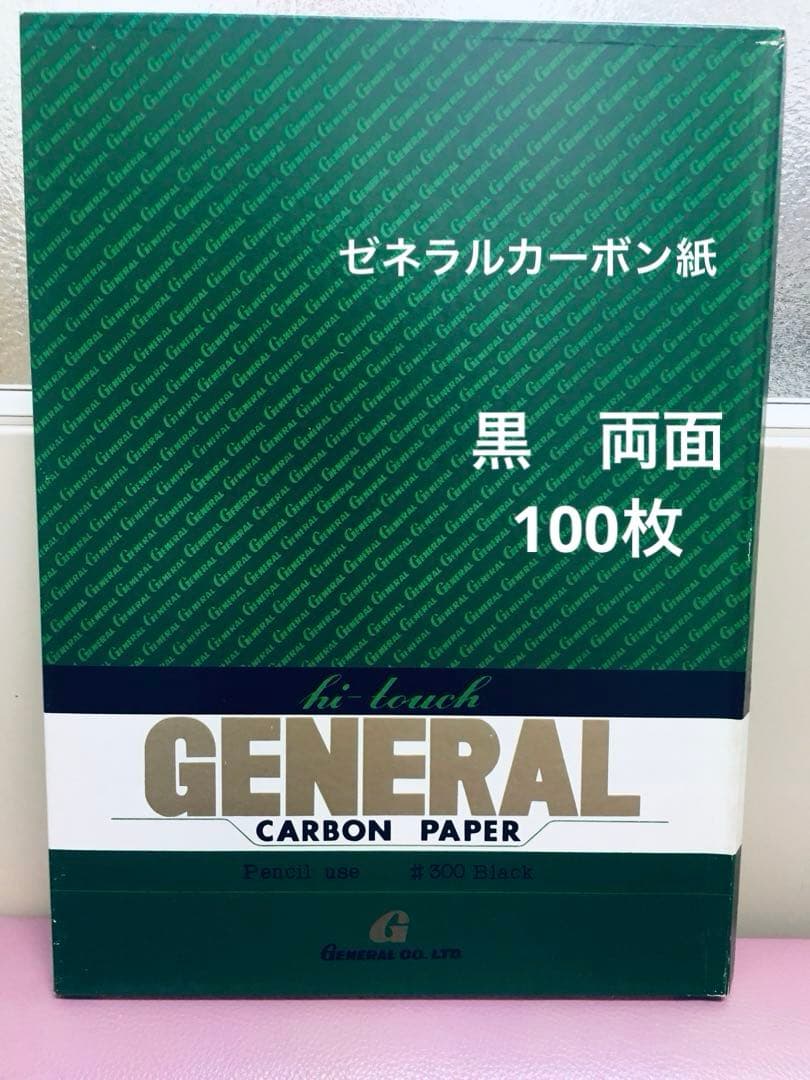 ゼネラルカーボン紙
黒　両面
100枚
hi-touch
GENERAL
CARBON PAPER
Pencil use #300 Black
G
GENERAL CO. LTD.